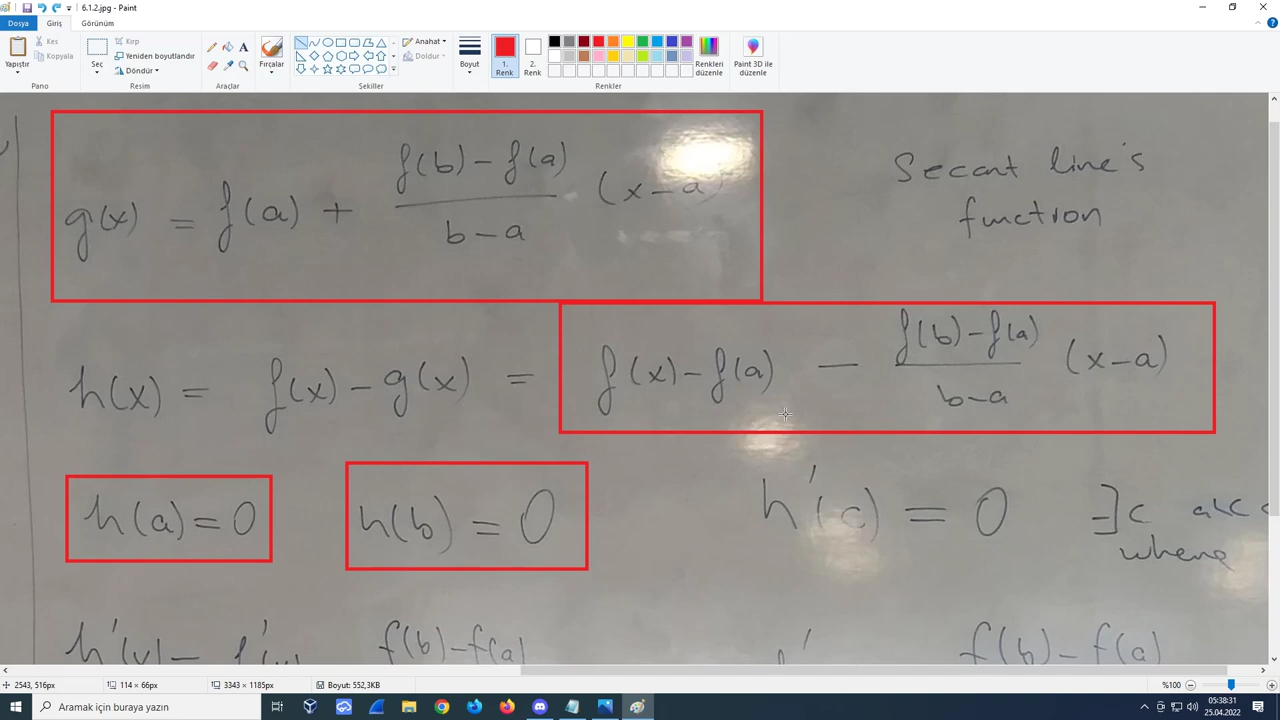 6.1.2.jpg - Paint
Dosya Giriş Görünüm
Yapıştır Kes Kopyala
Sec Kırp Yeniden boyutlandır Döndür
Fırçalar
Anahat Doldur
Boyut
1. Renk
2. Renk
Renkleri düzenle
Paint 3D ile düzenle
Pano Resim Araçlar Şekiller Renkler
g(x) = f(a) + f(b)-f(a) / b-a (x-a)
Secant line's
function
h(x) = f(x)-g(x) = f(x)-f(a) - f(b)-f(a) / b-a (x-a)
h(a)=0 h(b)=0 h'(c) = 0 ∃c a<c<
where
f(b)-f(a) f(b)-f(a)
2543, 516px 114 × 66px 3343 × 1185px Boyut: 552,3KB %100
Aramak için buraya yazın
05:38:31
25.04.2022